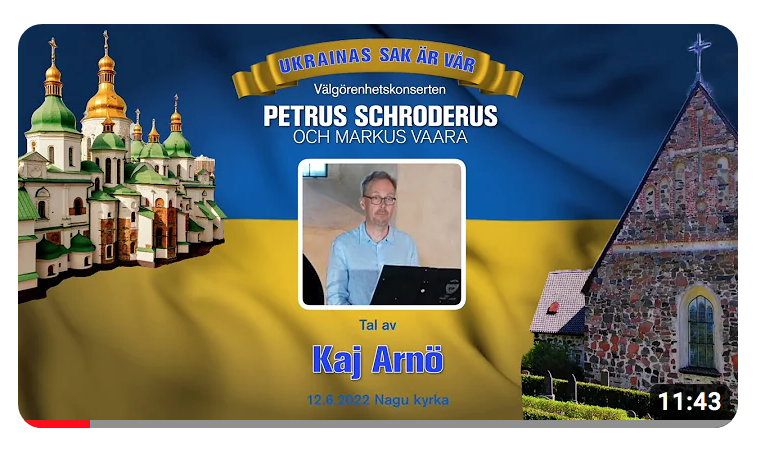 UKRAINAS SAK ÄR VÅR
Välgörenhetskonserten
PETRUS SCHRODERUS
OCH MARKUS VAARA
Tal av
Kaj Arnö
12.6.2022 Nagu kyrka
11:43